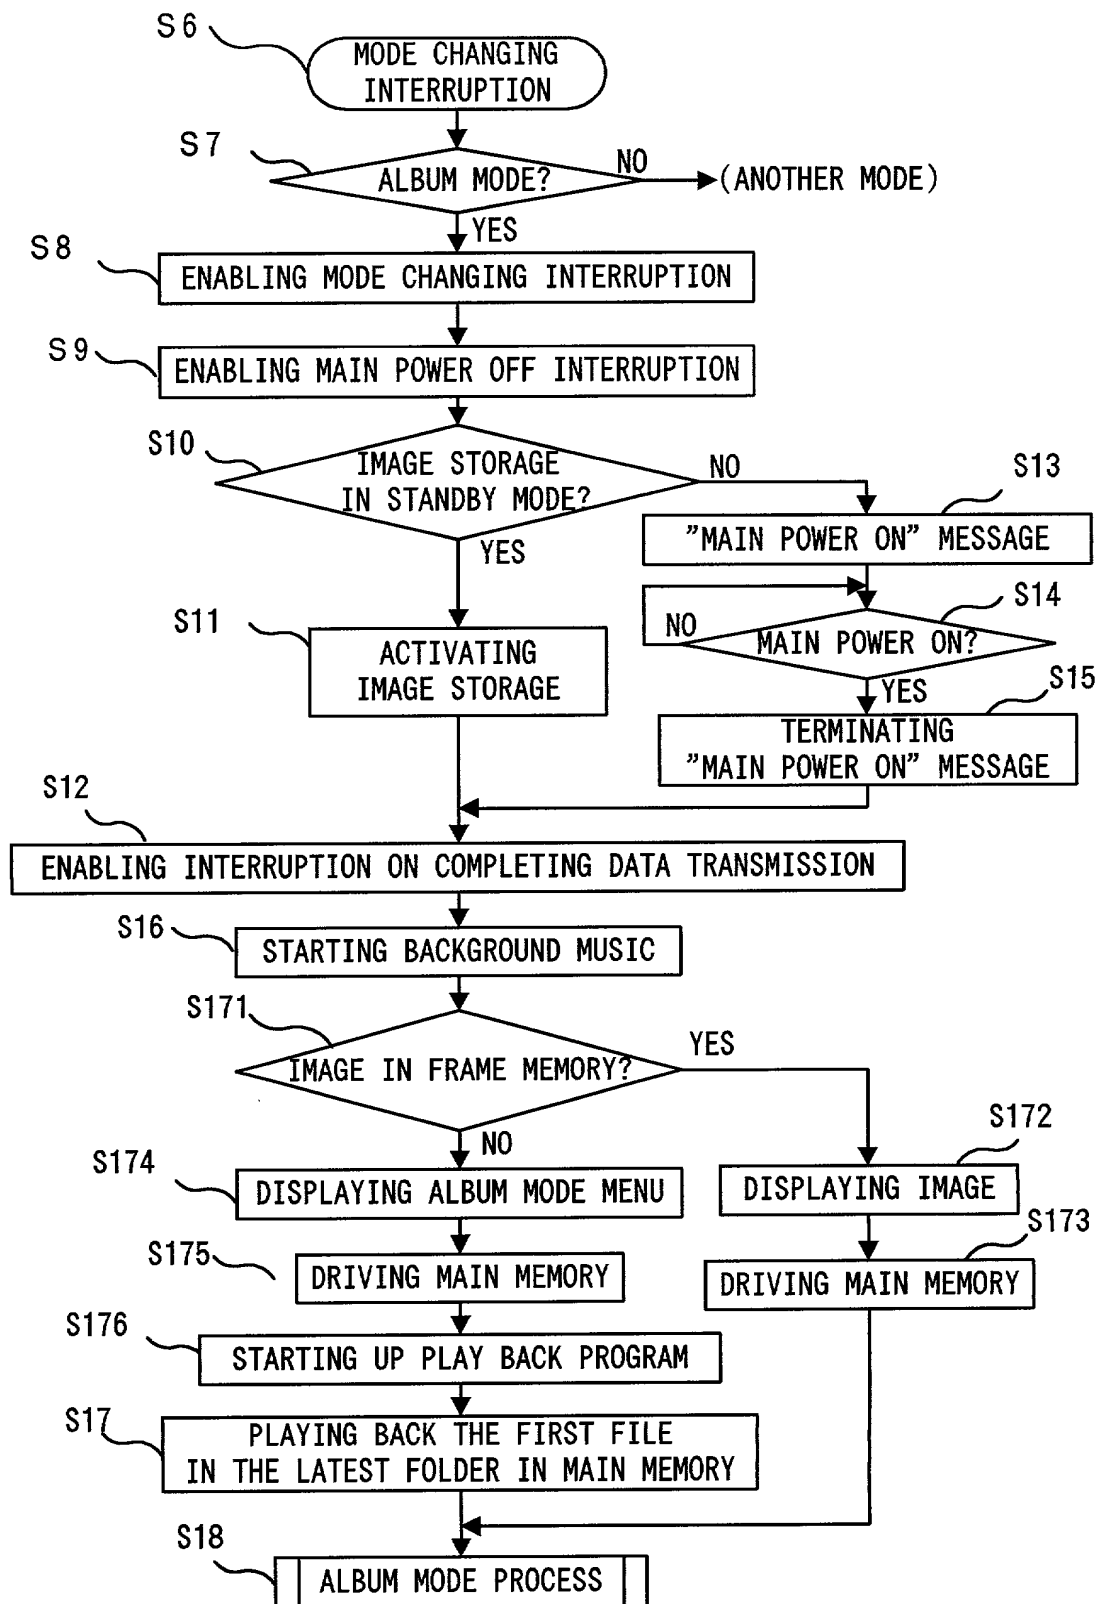 S6
MODE CHANGING
INTERRUPTION
S7
ALBUM MODE?
NO
(ANOTHER MODE)
YES
S8
ENABLING MODE CHANGING INTERRUPTION
S9
ENABLING MAIN POWER OFF INTERRUPTION
S10
IMAGE STORAGE
IN STANDBY MODE?
NO
YES
S13
"MAIN POWER ON" MESSAGE
S14
NO
MAIN POWER ON?
YES
S11
ACTIVATING
IMAGE STORAGE
S15
TERMINATING
"MAIN POWER ON" MESSAGE
S12
ENABLING INTERRUPTION ON COMPLETING DATA TRANSMISSION
S16
STARTING BACKGROUND MUSIC
S171
IMAGE IN FRAME MEMORY?
YES
NO
S172
DISPLAYING IMAGE
S174
DISPLAYING ALBUM MODE MENU
S173
DRIVING MAIN MEMORY
S175
DRIVING MAIN MEMORY
S176
STARTING UP PLAY BACK PROGRAM
S17
PLAYING BACK THE FIRST FILE
IN THE LATEST FOLDER IN MAIN MEMORY
S18
ALBUM MODE PROCESS